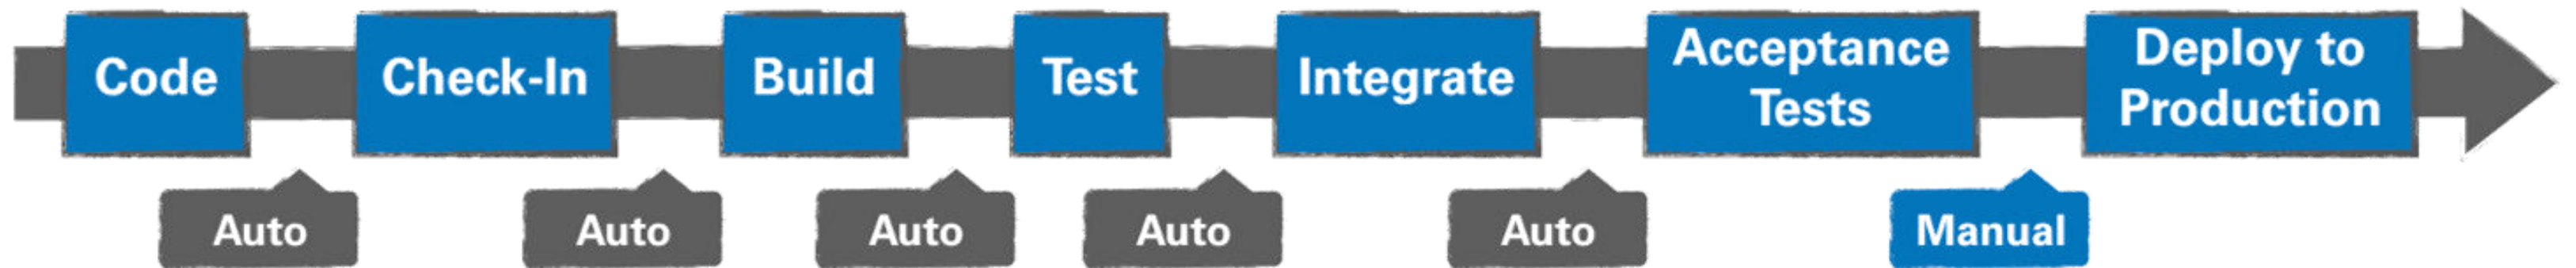 Code
Check-In
Build
Test
Integrate
Acceptance
Tests
Deploy to
Production
Auto
Auto
Auto
Auto
Auto
Manual